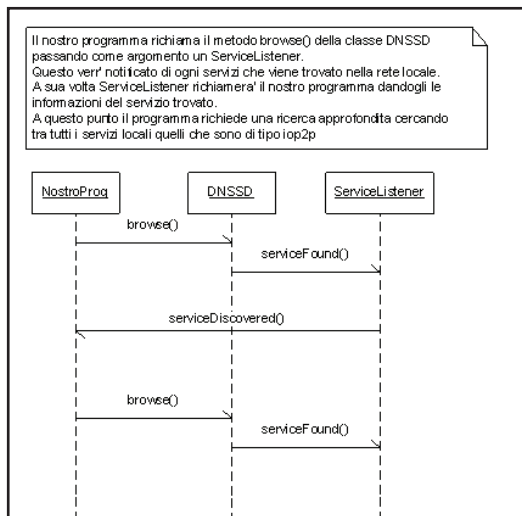 Il nostro programma richiama il metodo browse() della classe DNSSD
passando come argomento un ServiceListener.
Questo verr' notificato di ogni servizi che viene trovato nella rete locale.
A sua volta ServiceListener richiamera' il nostro programma dandogli le
informazioni del servizio trovato.
A questo punto il programma richiede una ricerca approfondita cercando
tra tutti i servizi locali quelli che sono di tipo iop2p
NostroProg
DNSSD
ServiceListener
browse()
serviceFound()
serviceDiscovered()
browse()
serviceFound()